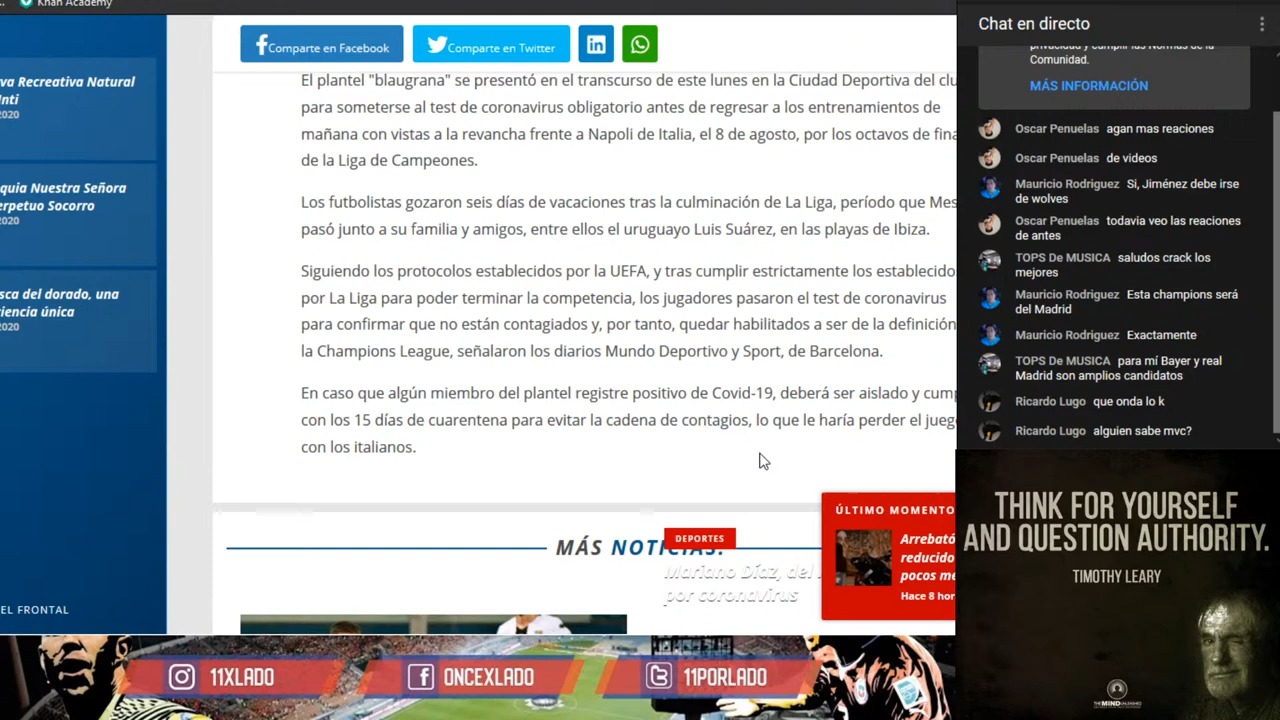 Khan Academy
Comparte en Facebook
Comparte en Twitter
va Recreativa Natural
Inti
2020
quia Nuestra Señora
erpetuo Socorro
2020
sca del dorado, una
riencia única
2020
EL FRONTAL
El plantel "blaugrana" se presentó en el transcurso de este lunes en la Ciudad Deportiva del clu
para someterse al test de coronavirus obligatorio antes de regresar a los entrenamientos de
mañana con vistas a la revancha frente a Napoli de Italia, el 8 de agosto, por los octavos de fina
de la Liga de Campeones.
Los futbolistas gozaron seis días de vacaciones tras la culminación de La Liga, período que Mes
pasó junto a su familia y amigos, entre ellos el uruguayo Luis Suárez, en las playas de Ibiza.
Siguiendo los protocolos establecidos por la UEFA, y tras cumplir estrictamente los establecidos
por La Liga para poder terminar la competencia, los jugadores pasaron el test de coronavirus
para confirmar que no están contagiados y, por tanto, quedar habilitados a ser de la definición
la Champions League, señalaron los diarios Mundo Deportivo y Sport, de Barcelona.
En caso que algún miembro del plantel registre positivo de Covid-19, deberá ser aislado y cump
con los 15 días de cuarentena para evitar la cadena de contagios, lo que le haría perder el jueg
con los italianos.
MÁS NOTICIAS:
DEPORTES
Mariano Díaz, del
por coronavirus
ÚLTIMO MOMENTO
Arrebató
reducido
pocos me
Hace 8 hor
Chat en directo
privacidad y cumplir las Normas de la
Comunidad.
MÁS INFORMACIÓN
Oscar Penuelas agan mas reaciones
Oscar Penuelas de videos
Mauricio Rodriguez Si, Jiménez debe irse
de wolves
Oscar Penuelas todavia veo las reaciones
de antes
TOPS De MUSICA saludos crack los
mejores
Mauricio Rodriguez Esta champions será
del Madrid
Mauricio Rodriguez Exactamente
TOPS De MUSICA para mí Bayer y real
Madrid son amplios candidatos
Ricardo Lugo que onda lo k
Ricardo Lugo alguien sabe mvc?
THINK FOR YOURSELF
AND QUESTION AUTHORITY.
TIMOTHY LEARY
THEMINDUNLEASHED
11XLADO
ONCEXLADO
11PORLADO